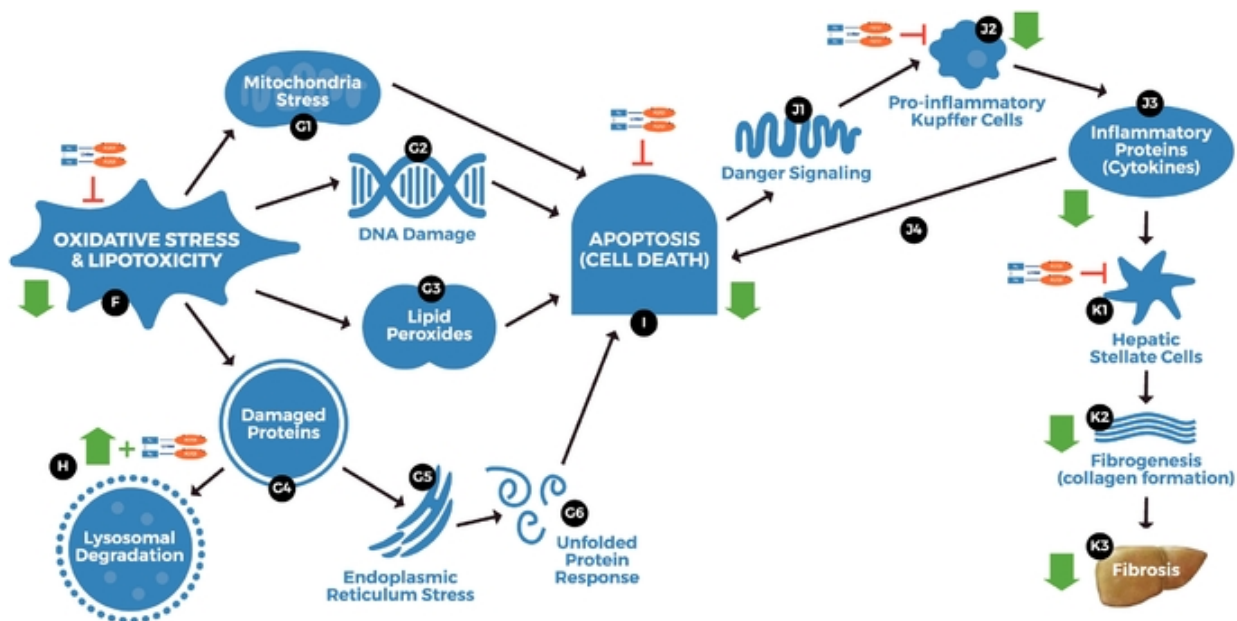 Mitochondria
Stress
G1
G2
DNA Damage
OXIDATIVE STRESS
& LIPOTOXICITY
F
G3
Lipid
Peroxides
Damaged
Proteins
G4
H
+
Lysosomal
Degradation
G5
Endoplasmic
Reticulum Stress
G6
Unfolded
Protein
Response
APOPTOSIS
(CELL DEATH)
I
J1
Danger Signaling
J2
Pro-inflammatory
Kupffer Cells
J3
Inflammatory
Proteins
(Cytokines)
J4
K1
Hepatic
Stellate Cells
K2
Fibrogenesis
(collagen formation)
K3
Fibrosis